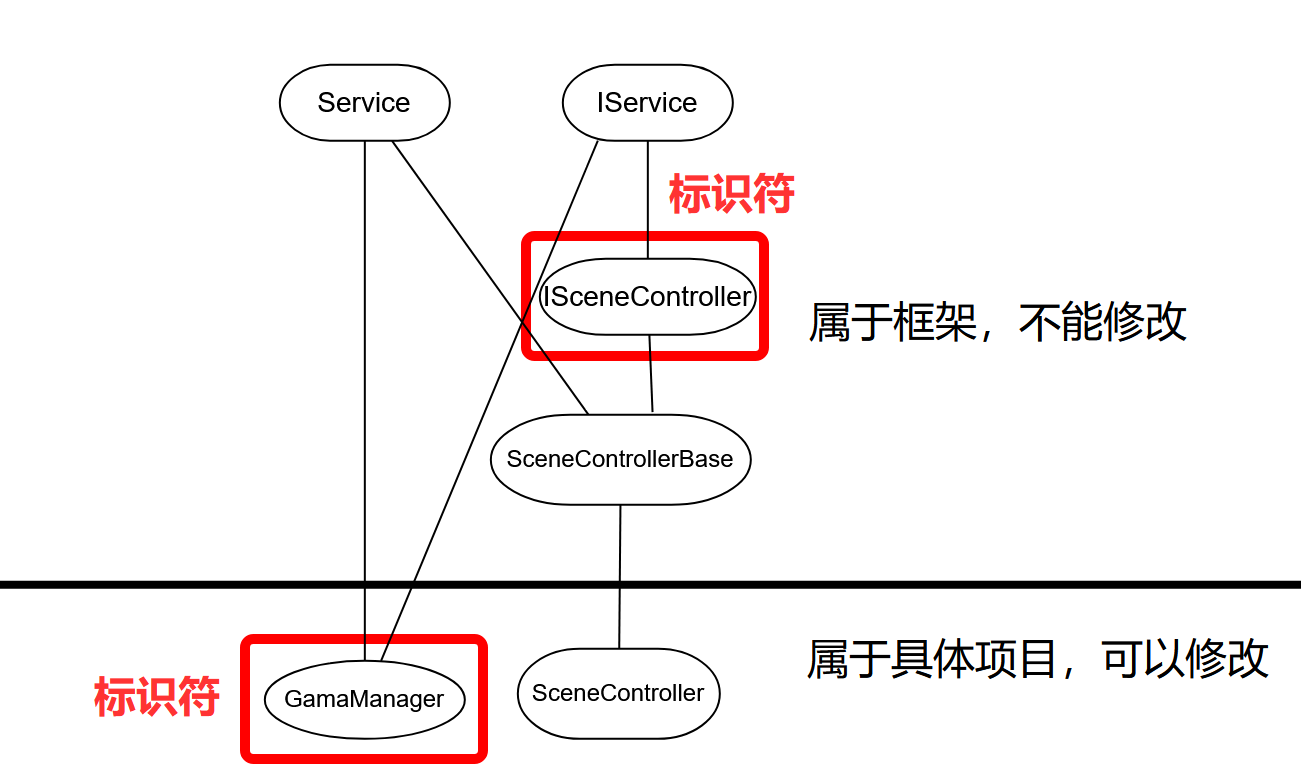 Service
IService
标识符
ISceneController
属于框架，不能修改
SceneControllerBase
属于具体项目，可以修改
标识符
GamaManager
SceneController